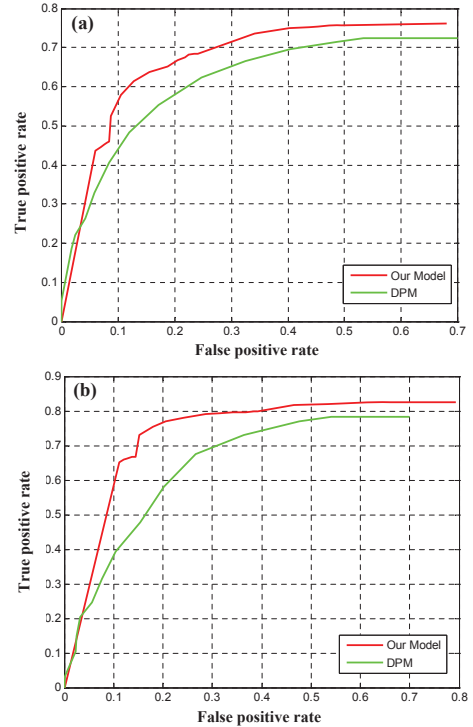 (a)
0.8
0.7
0.6
0.5
0.4
0.3
0.2
0.1
0
True positive rate
Our Model
DPM
0 0.1 0.2 0.3 0.4 0.5 0.6 0.7
False positive rate
(b)
0.9
0.8
0.7
0.6
0.5
0.4
0.3
0.2
0.1
0
True positive rate
Our Model
DPM
0 0.1 0.2 0.3 0.4 0.5 0.6 0.7 0.8
False positive rate